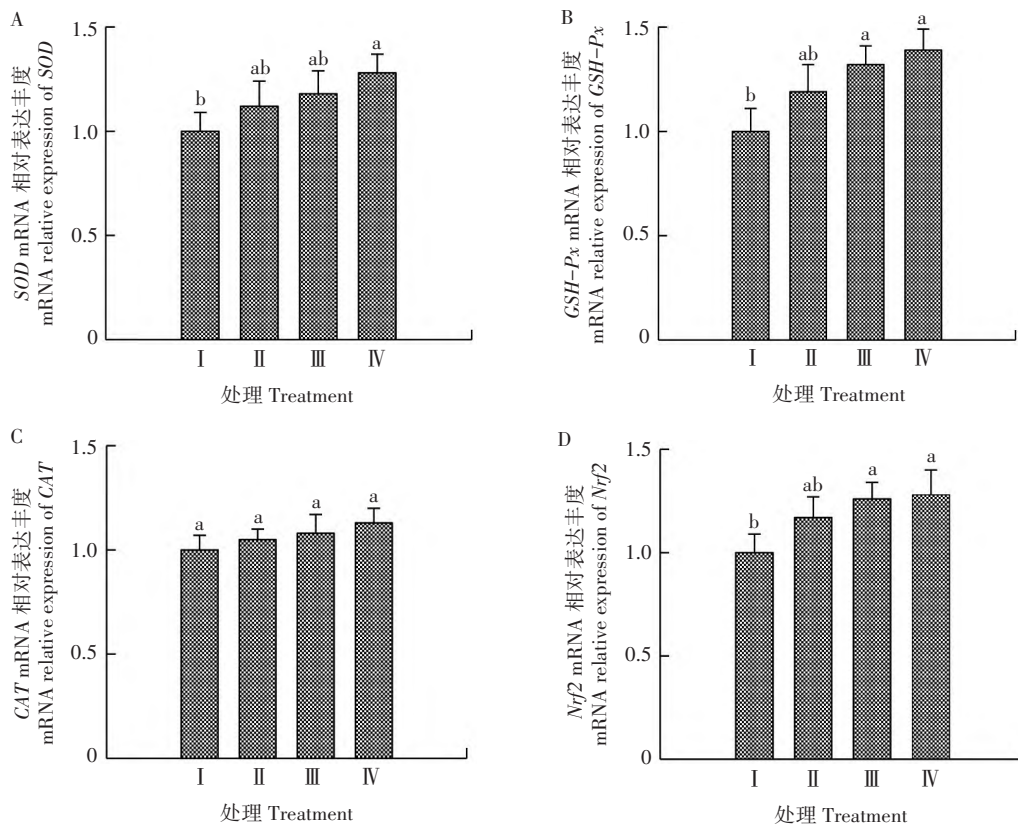 A
SOD mRNA 相对表达丰度
mRNA relative expression of SOD
1.5
1.0
0.5
0
b
ab
ab
a
Ⅰ Ⅱ Ⅲ Ⅳ
处理 Treatment
B
GSH-Px mRNA 相对表达丰度
mRNA relative expression of GSH-Px
1.5
1.0
0.5
0
b
ab
a
a
Ⅰ Ⅱ Ⅲ Ⅳ
处理 Treatment
C
CAT mRNA 相对表达丰度
mRNA relative expression of CAT
1.5
1.0
0.5
0
a
a
a
a
Ⅰ Ⅱ Ⅲ Ⅳ
处理 Treatment
D
Nrf2 mRNA 相对表达丰度
mRNA relative expression of Nrf2
1.5
1.0
0.5
0
b
ab
a
a
Ⅰ Ⅱ Ⅲ Ⅳ
处理 Treatment